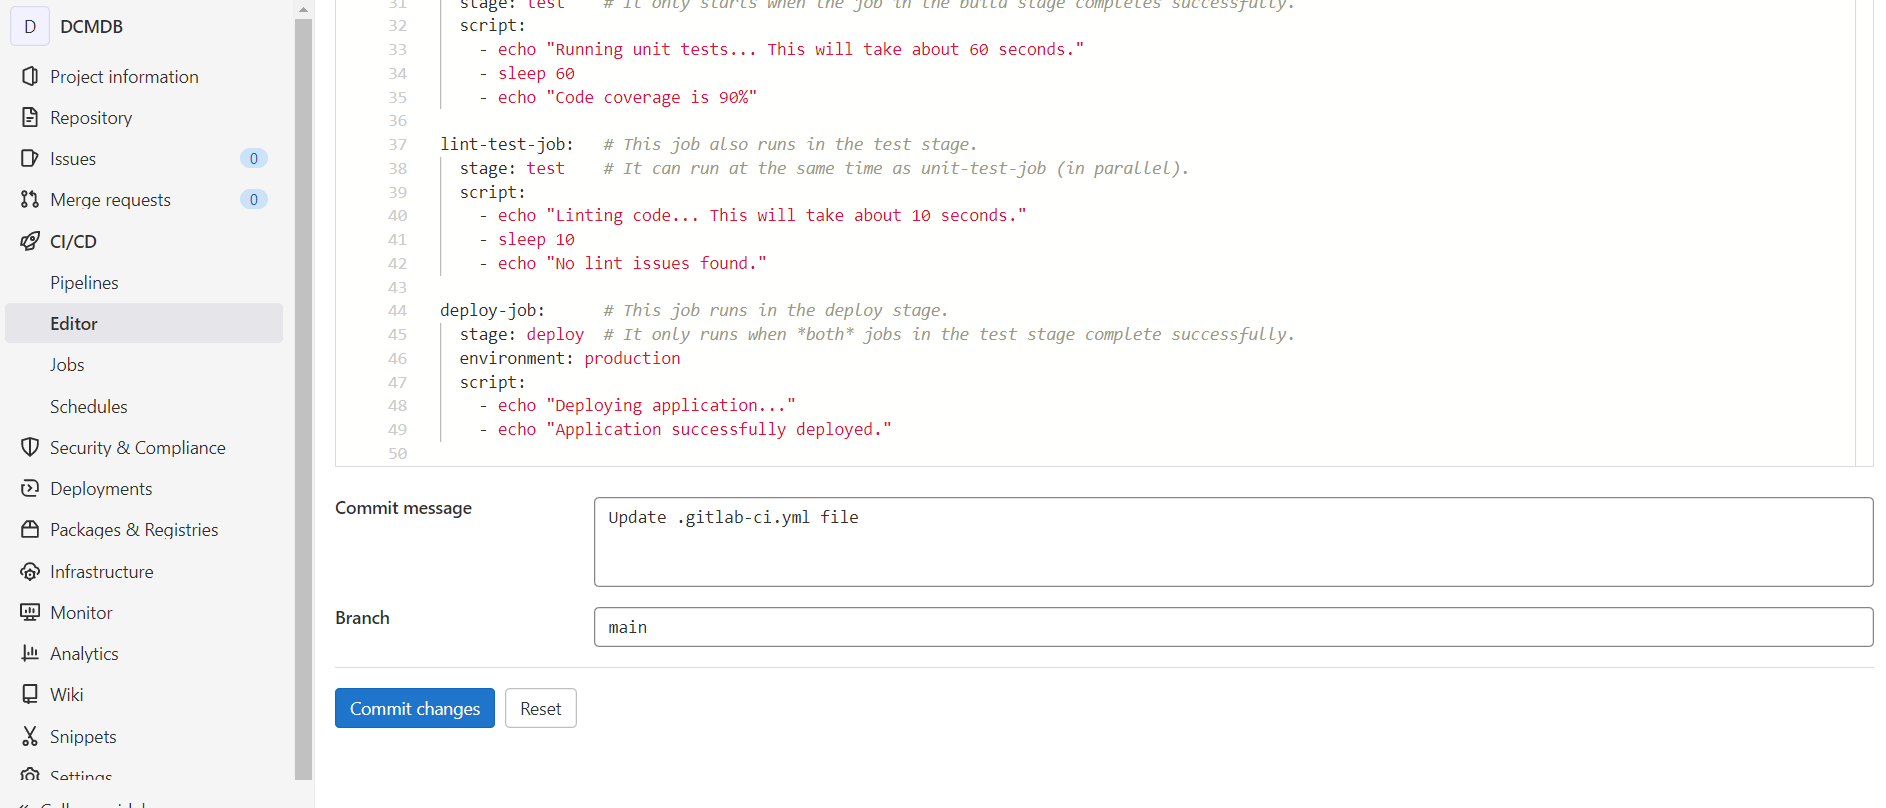 D DCMDB
Project information
Repository
Issues 0
Merge requests 0
CI/CD
Pipelines
Editor
Jobs
Schedules
Security & Compliance
Deployments
Packages & Registries
Infrastructure
Monitor
Analytics
Wiki
Snippets
Settings
31 stage: test # It only starts when the job in the build stage completes successfully.
32 script:
33 - echo "Running unit tests... This will take about 60 seconds."
34 - sleep 60
35 - echo "Code coverage is 90%"
36
37 lint-test-job: # This job also runs in the test stage.
38 stage: test # It can run at the same time as unit-test-job (in parallel).
39 script:
40 - echo "Linting code... This will take about 10 seconds."
41 - sleep 10
42 - echo "No lint issues found."
43
44 deploy-job: # This job runs in the deploy stage.
45 stage: deploy # It only runs when *both* jobs in the test stage complete successfully.
46 environment: production
47 script:
48 - echo "Deploying application..."
49 - echo "Application successfully deployed."
50
Commit message
Update .gitlab-ci.yml file
Branch
main
Commit changes Reset